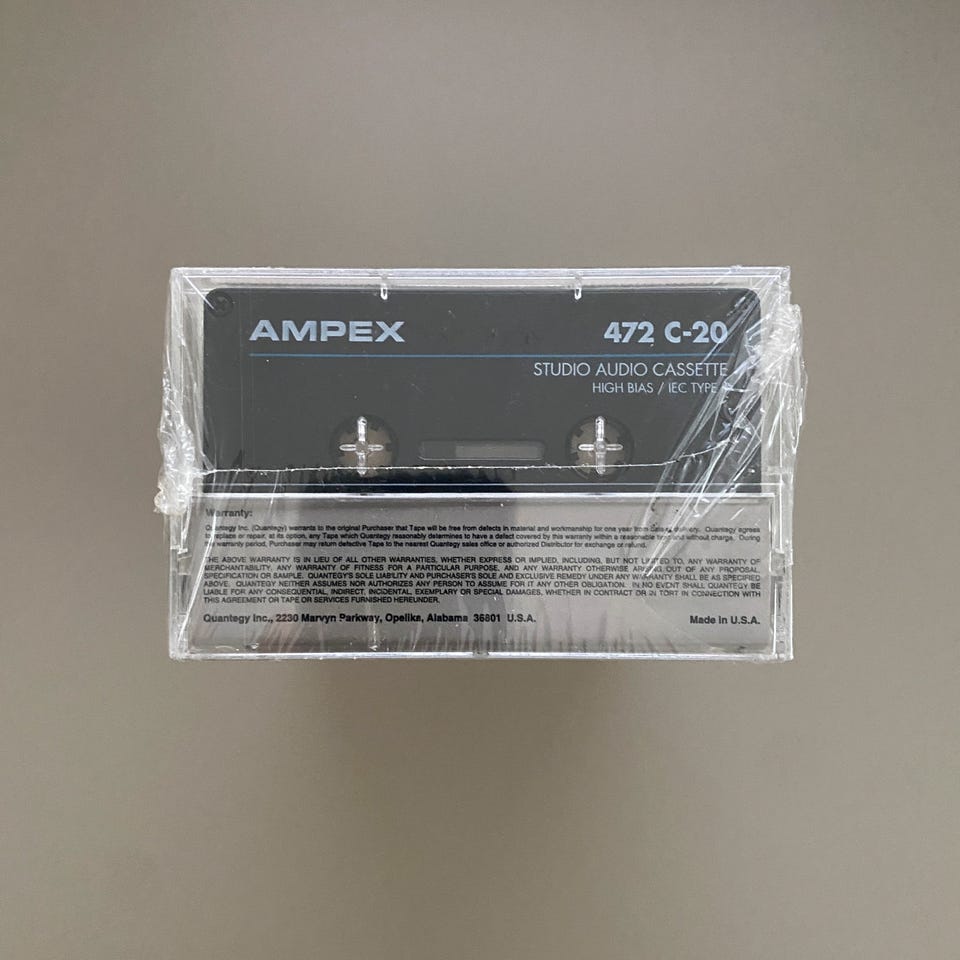 AMPEX
472 C-20
STUDIO AUDIO CASSETTE
HIGH BIAS / IEC TYPE
Warranty:
Quantegy Inc. (Quantegy) warrants to the original Purchaser that Tape will be free from defects in material and workmanship for one year from date of delivery. Quantegy agrees
to replace or repair, at its option, any Tape which Quantegy reasonably determines to have a defect covered by this warranty within a reasonable time and without charge. During
the warranty period, Purchaser may return defective Tape to the nearest Quantegy sales office or authorized Distributor for exchange or refund.
THE ABOVE WARRANTY IS IN LIEU OF ALL OTHER WARRANTIES, WHETHER EXPRESS OR IMPLIED, INCLUDING, BUT NOT LIMITED TO, ANY WARRANTY OF
MERCHANTABILITY, ANY WARRANTY OF FITNESS FOR A PARTICULAR PURPOSE, AND ANY WARRANTY OTHERWISE ARISING OUT OF ANY PROPOSAL,
SPECIFICATION OR SAMPLE. QUANTEGY'S SOLE LIABILITY AND PURCHASER'S SOLE AND EXCLUSIVE REMEDY UNDER ANY WARRANTY SHALL BE AS SPECIFIED
ABOVE. QUANTEGY NEITHER ASSUMES NOR AUTHORIZES ANY PERSON TO ASSUME FOR IT ANY OTHER OBLIGATION. IN NO EVENT SHALL QUANTEGY BE
LIABLE FOR ANY CONSEQUENTIAL, INDIRECT, INCIDENTAL, EXEMPLARY OR SPECIAL DAMAGES, WHETHER IN CONTRACT OR IN TORT IN CONNECTION WITH
THIS AGREEMENT OR TAPE OR SERVICES FURNISHED HEREUNDER.
Quantegy Inc., 2230 Marvyn Parkway, Opelika, Alabama 36801 U.S.A.
Made in U.S.A.